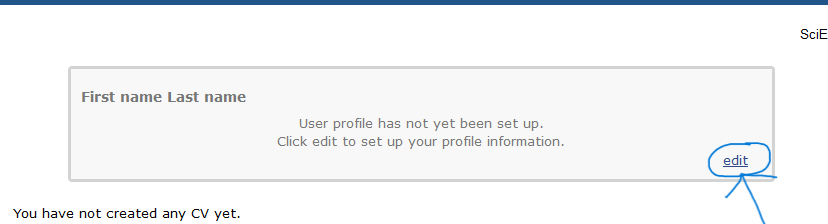 SciE
First name Last name
User profile has not yet been set up.
Click edit to set up your profile information.
edit
You have not created any CV yet.